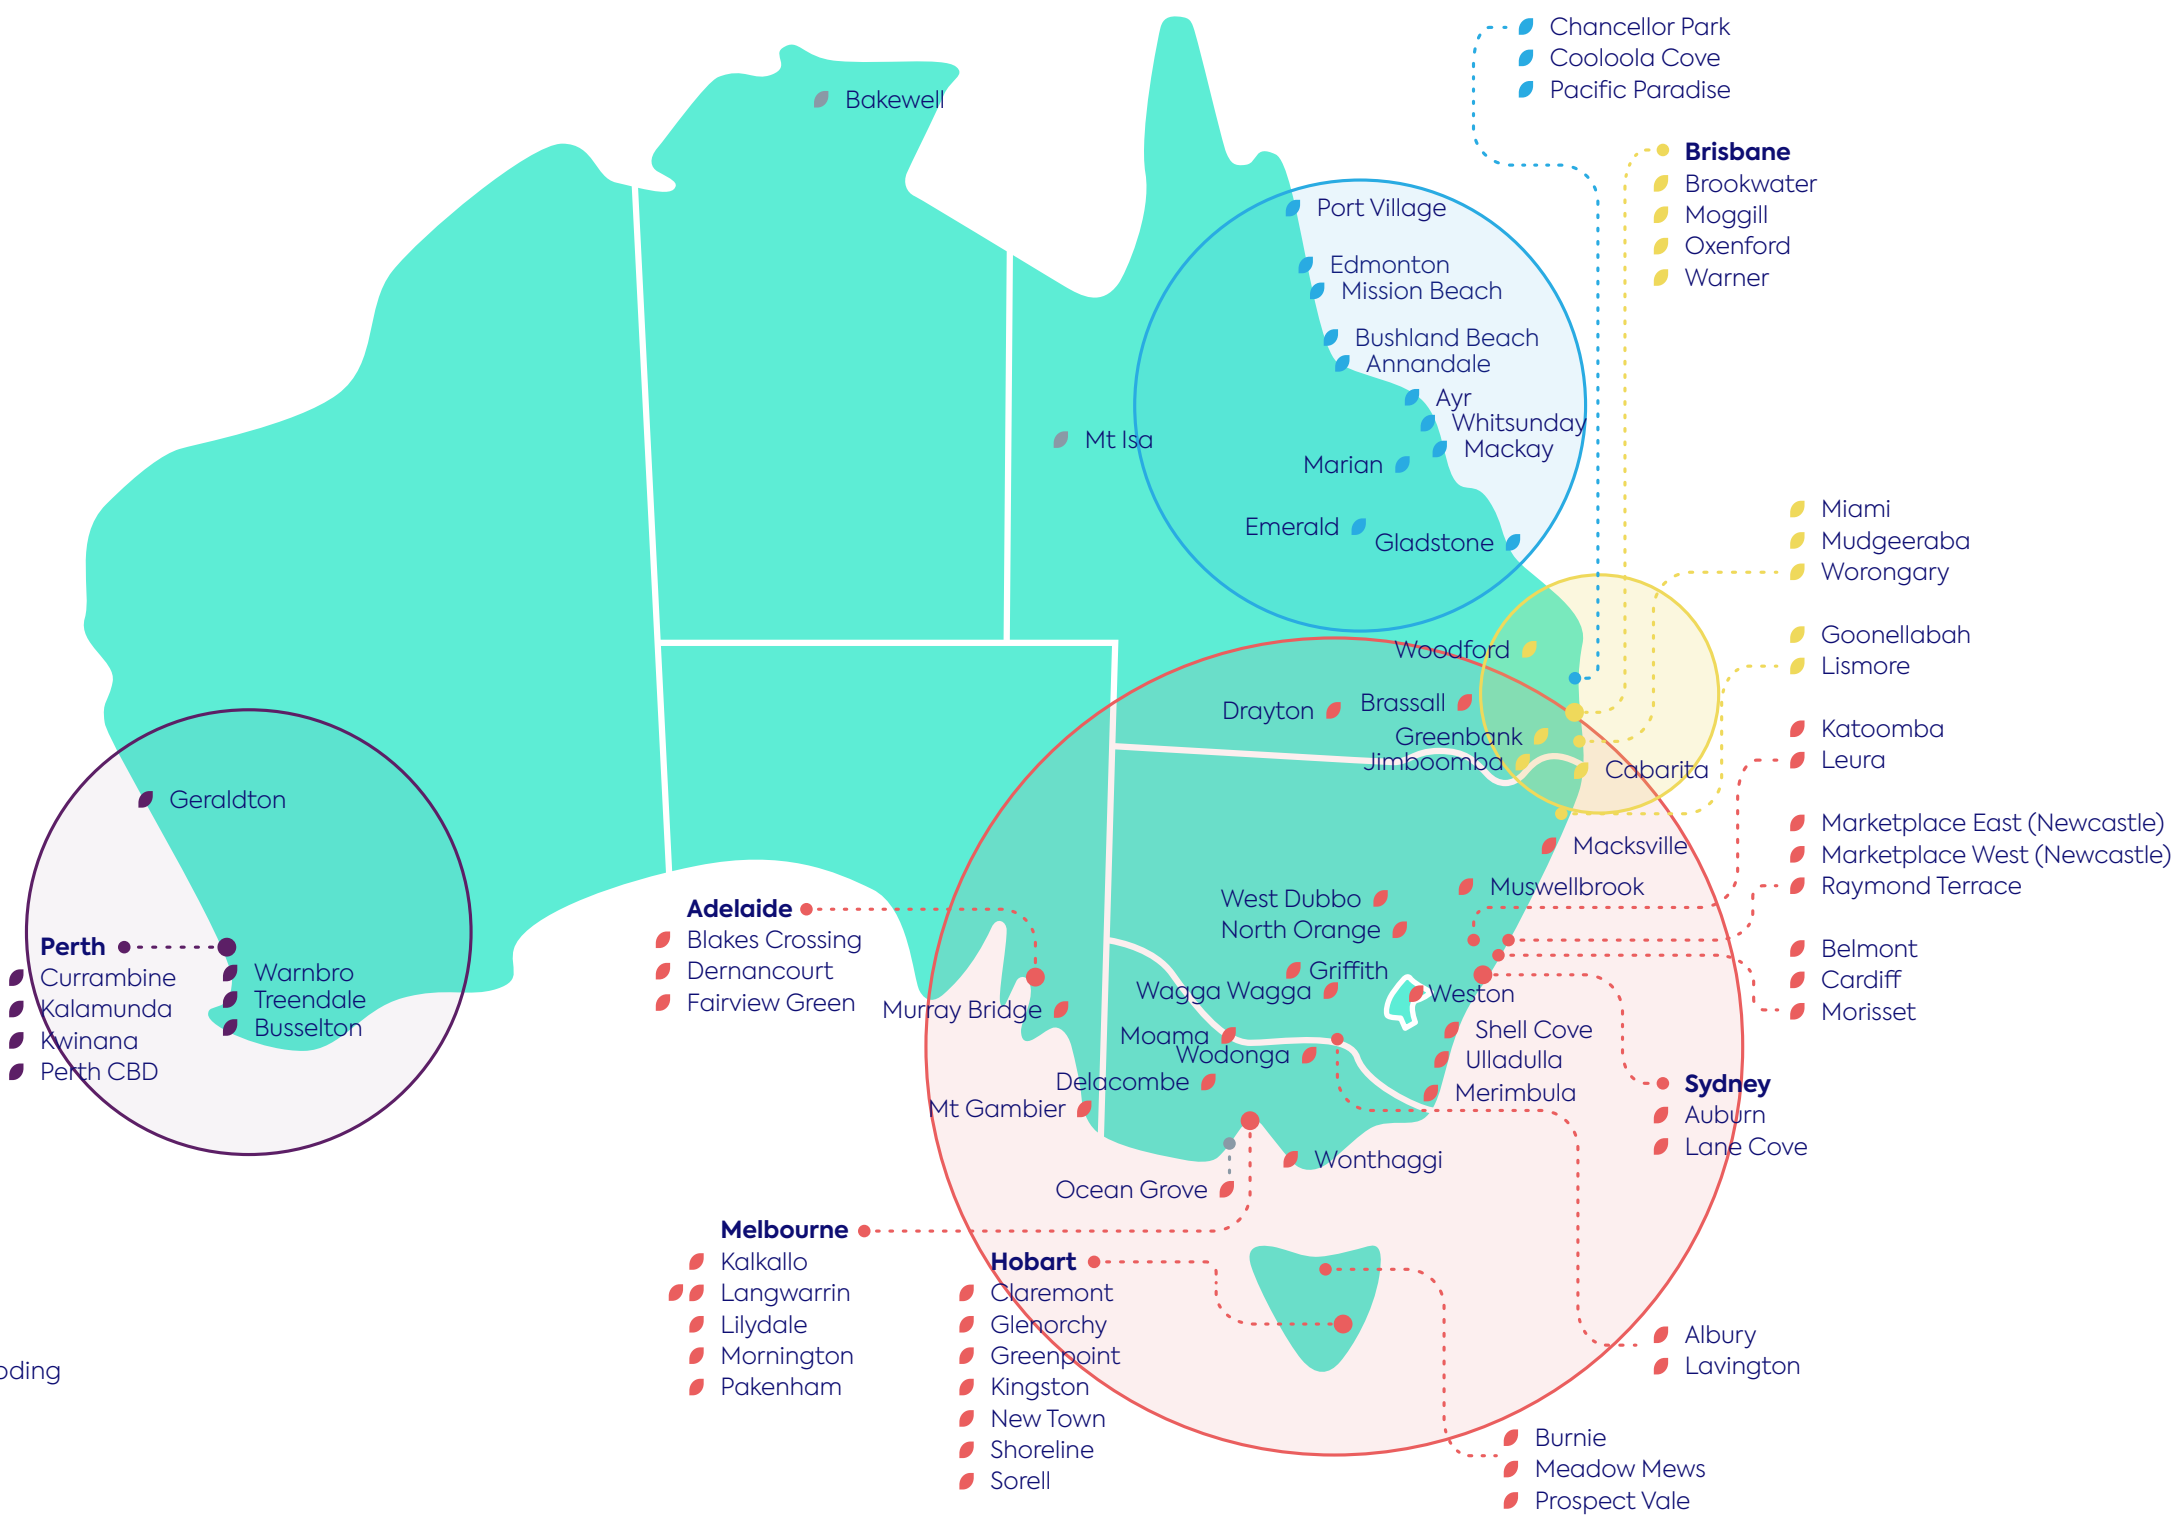 Chancellor Park
Cooloola Cove
Pacific Paradise
Bakewell
Brisbane
Brookwater
Moggill
Oxenford
Warner
Port Village
Edmonton
Mission Beach
Bushland Beach
Annandale
Ayr
Whitsunday
Mackay
Mt Isa
Marian
Emerald
Gladstone
Miami
Mudgeeraba
Worongary
Goonellabah
Lismore
Woodford
Drayton
Brassall
Greenbank
Jimboomba
Cabarita
Katoomba
Leura
Marketplace East (Newcastle)
Marketplace West (Newcastle)
Raymond Terrace
Belmont
Cardiff
Morisset
Geraldton
Perth
Currambine
Kalamunda
Kwinana
Perth CBD
Warnbro
Treendale
Busselton
Adelaide
Blakes Crossing
Dernancourt
Fairview Green
Murray Bridge
Macksville
Muswellbrook
West Dubbo
North Orange
Griffith
Wagga Wagga
Weston
Moama
Wodonga
Shell Cove
Ulladulla
Merimbula
Delacombe
Mt Gambier
Wonthaggi
Ocean Grove
Sydney
Auburn
Lane Cove
Melbourne
Kalkallo
Langwarrin
Lilydale
Mornington
Pakenham
Hobart
Claremont
Glenorchy
Greenpoint
Kingston
New Town
Shoreline
Sorell
Albury
Lavington
Burnie
Meadow Mews
Prospect Vale